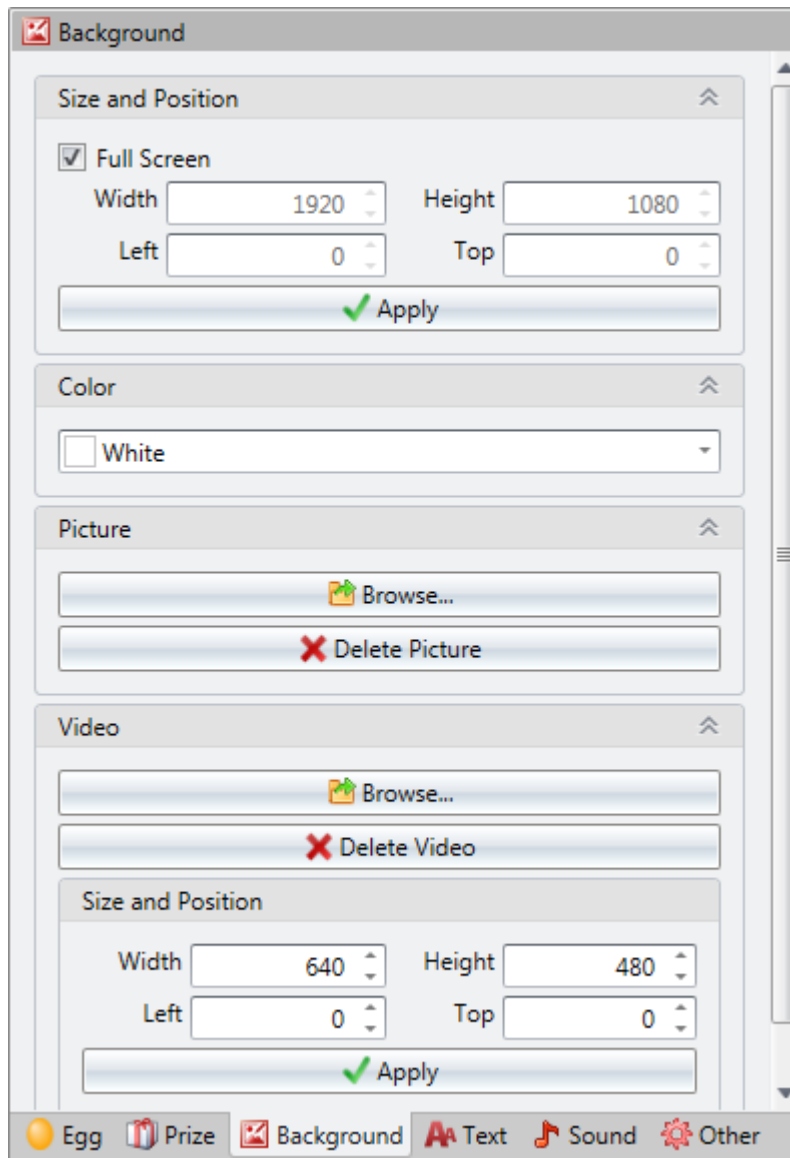 Background
Size and Position
Full Screen
Width 1920 Height 1080
Left 0 Top 0
Apply
Color
White
Picture
Browse...
Delete Picture
Video
Browse...
Delete Video
Size and Position
Width 640 Height 480
Left 0 Top 0
Apply
Egg Prize Background AA Text Sound Other